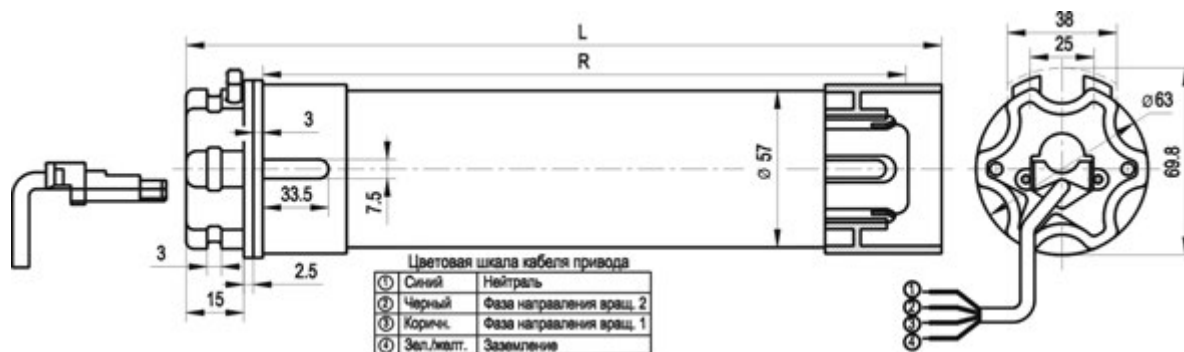 L
R
38
25
Ø 63
69.8
3
33.5
7.5
Ø 57
3
2.5
15
Цветовая шкала кабеля привода
① Синий Нейтраль
② Черный Фаза направления вращ. 2
③ Коричн. Фаза направления вращ. 1
④ Зел./желт. Заземление
①
②
③
④